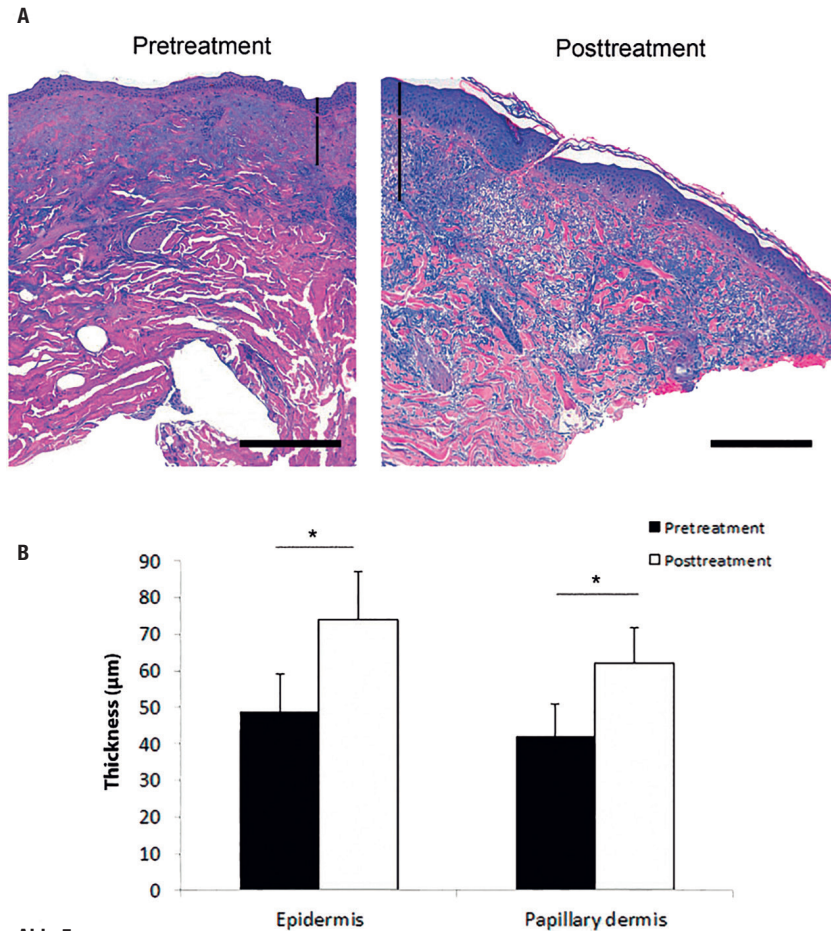 A
Pretreatment
Posttreatment
B
Pretreatment
Posttreatment
*
*
Thickness (μm)
90
80
70
60
50
40
30
20
10
0
Epidermis
Papillary dermis